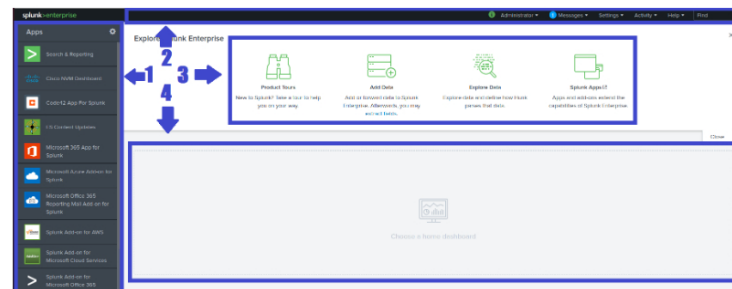 splunk>enterprise
Administrator
Messages
Settings
Activity
Help
Find
Apps
Search & Reporting
Cisco NVM Dashboard
Code42 App For Splunk
ES Content Updates
Microsoft 365 App for
Splunk
Microsoft Azure Add-on for
Splunk
Microsoft Office 365
Reporting Mail Add-on for
Splunk
Splunk Add-on for AWS
Splunk Add-on for
Microsoft Cloud Services
Splunk Add-on for
Microsoft Office 365
Explore Splunk Enterprise
1
2
3
4
Product Tours
New to Splunk? Take a tour to help
you on your way.
Add Data
Add or forward data to Splunk
Enterprise. Afterwards, you may
extract fields.
Explore Data
Explore data and define how Hunk
parses that data.
Splunk Apps
Apps and add-ons extend the
capabilities of Splunk Enterprise.
Close
Choose a home dashboard